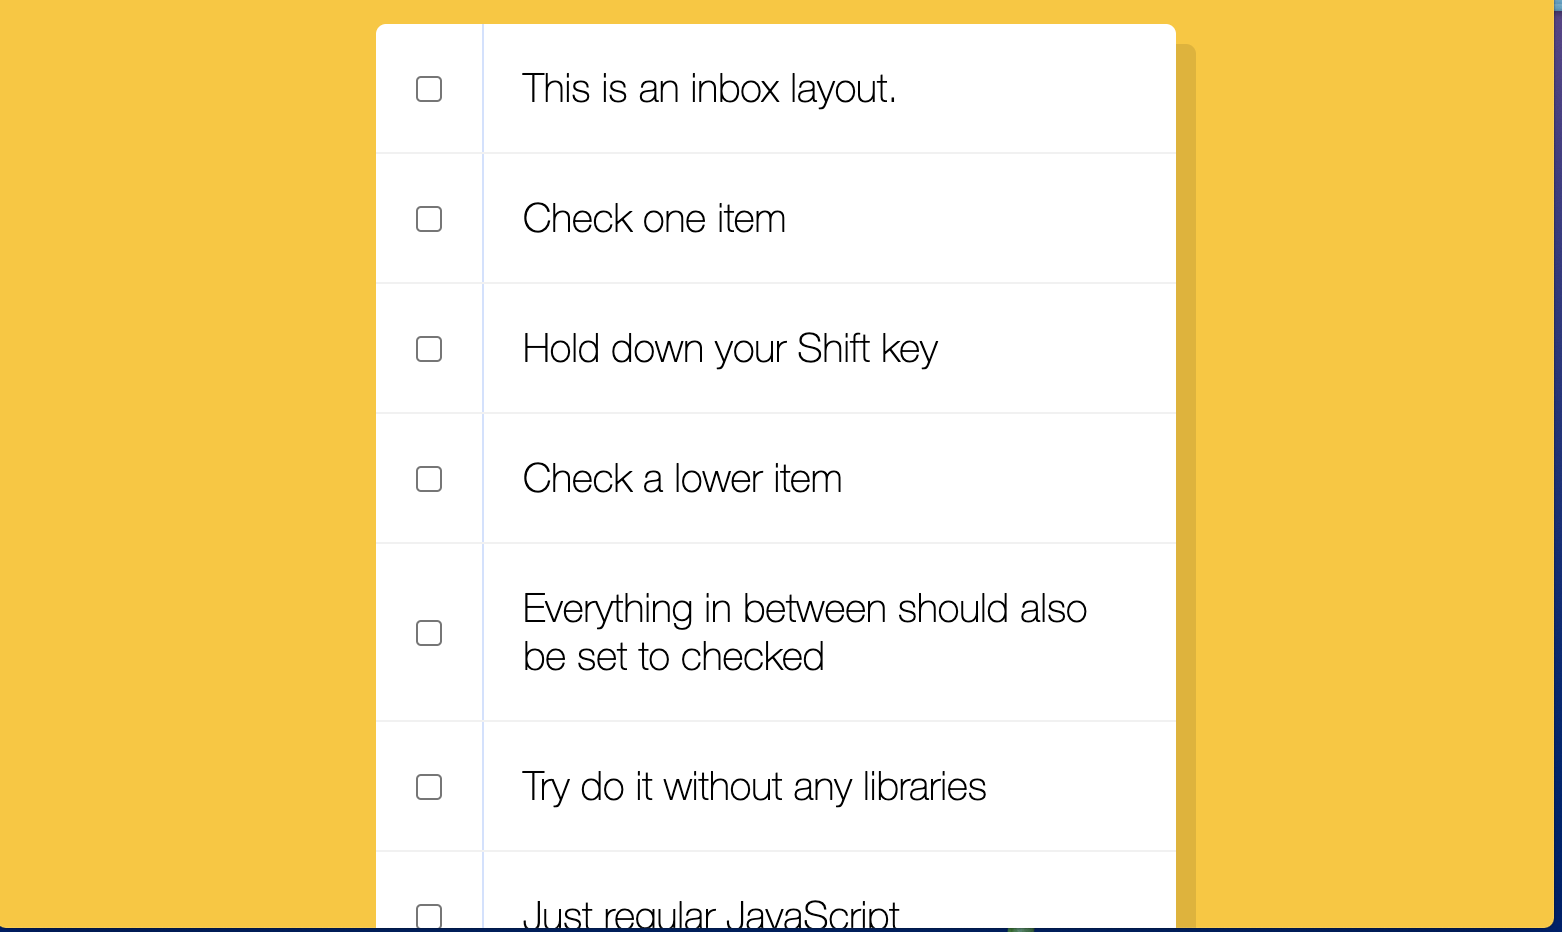 This is an inbox layout.
Check one item
Hold down your Shift key
Check a lower item
Everything in between should also
be set to checked
Try do it without any libraries
Just regular JavaScript